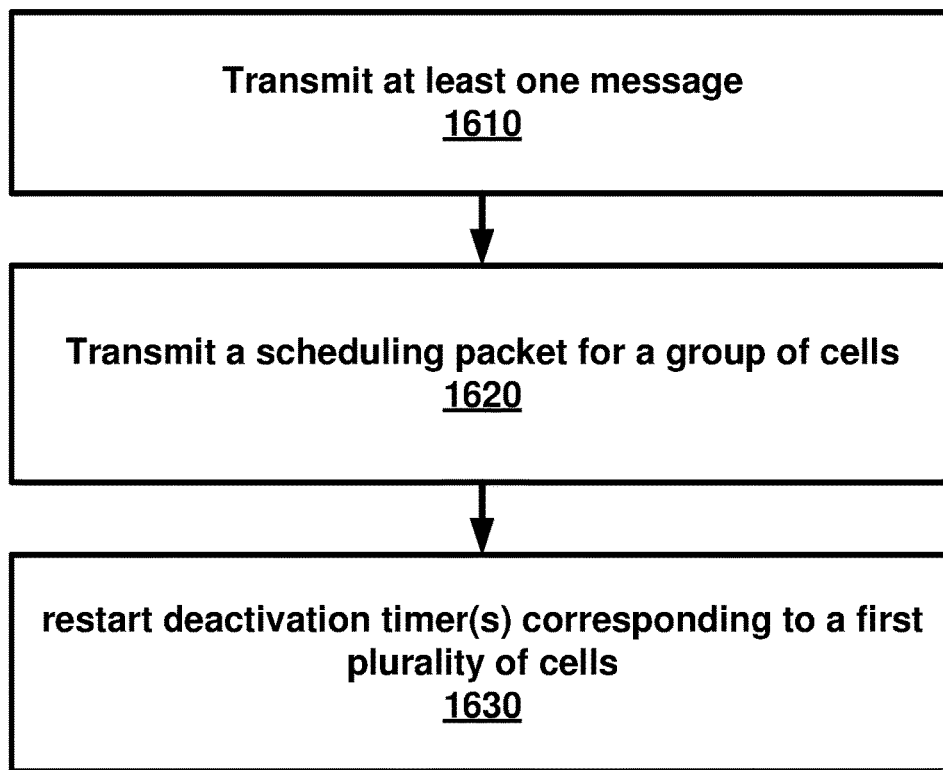 Transmit at least one message
1610
Transmit a scheduling packet for a group of cells
1620
restart deactivation timer(s) corresponding to a first
plurality of cells
1630